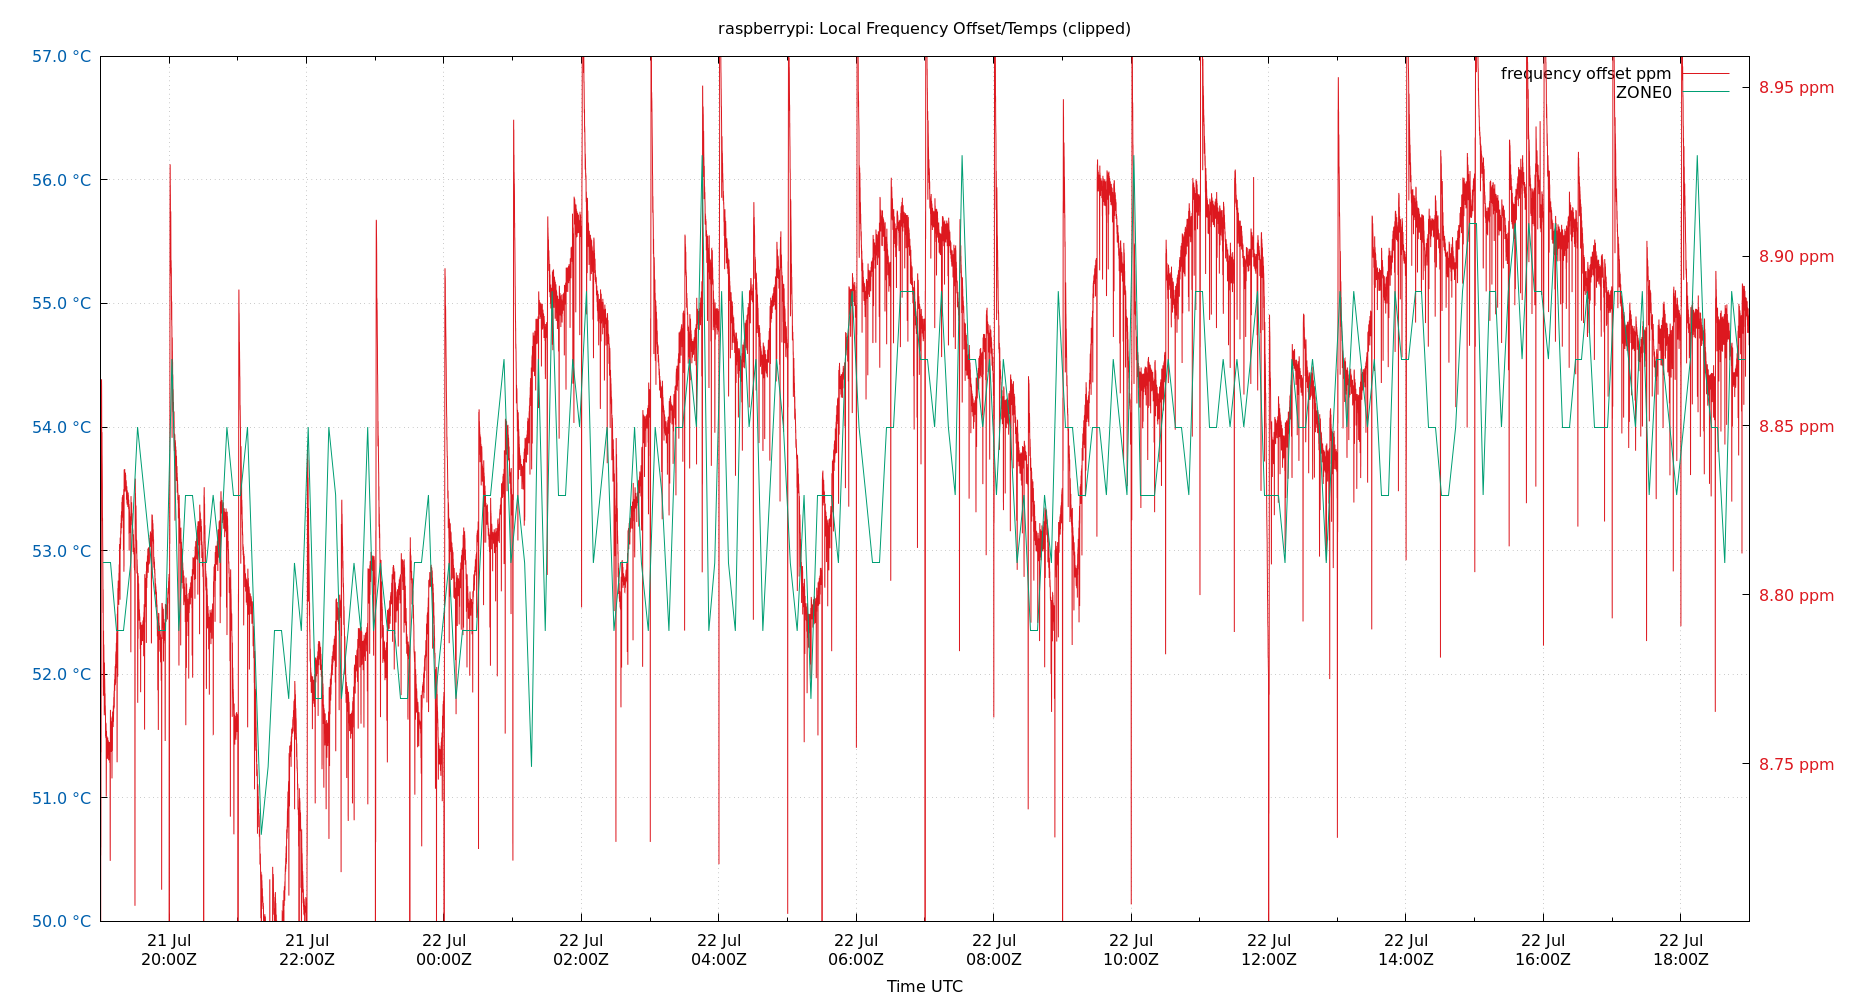 raspberrypi: Local Frequency Offset/Temps (clipped)
57.0 °C
56.0 °C
55.0 °C
54.0 °C
53.0 °C
52.0 °C
51.0 °C
50.0 °C
frequency offset ppm
ZONE0
8.95 ppm
8.90 ppm
8.85 ppm
8.80 ppm
8.75 ppm
21 Jul 21 Jul 22 Jul 22 Jul 22 Jul 22 Jul 22 Jul 22 Jul 22 Jul 22 Jul 22 Jul 22 Jul
20:00Z 22:00Z 00:00Z 02:00Z 04:00Z 06:00Z 08:00Z 10:00Z 12:00Z 14:00Z 16:00Z 18:00Z
Time UTC